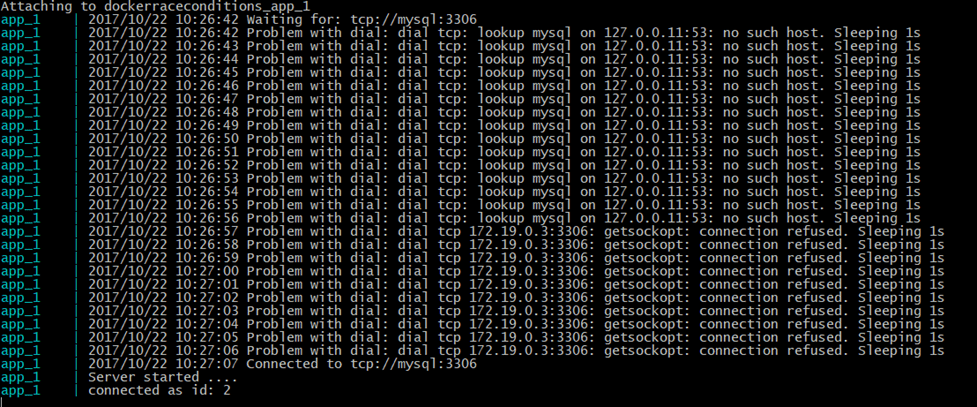 Attaching to dockerraceconditions_app_1
app_1 | 2017/10/22 10:26:42 Waiting for: tcp://mysql:3306
app_1 | 2017/10/22 10:26:42 Problem with dial: dial tcp: lookup mysql on 127.0.0.11:53: no such host. Sleeping 1s
app_1 | 2017/10/22 10:26:43 Problem with dial: dial tcp: lookup mysql on 127.0.0.11:53: no such host. Sleeping 1s
app_1 | 2017/10/22 10:26:44 Problem with dial: dial tcp: lookup mysql on 127.0.0.11:53: no such host. Sleeping 1s
app_1 | 2017/10/22 10:26:45 Problem with dial: dial tcp: lookup mysql on 127.0.0.11:53: no such host. Sleeping 1s
app_1 | 2017/10/22 10:26:46 Problem with dial: dial tcp: lookup mysql on 127.0.0.11:53: no such host. Sleeping 1s
app_1 | 2017/10/22 10:26:47 Problem with dial: dial tcp: lookup mysql on 127.0.0.11:53: no such host. Sleeping 1s
app_1 | 2017/10/22 10:26:48 Problem with dial: dial tcp: lookup mysql on 127.0.0.11:53: no such host. Sleeping 1s
app_1 | 2017/10/22 10:26:49 Problem with dial: dial tcp: lookup mysql on 127.0.0.11:53: no such host. Sleeping 1s
app_1 | 2017/10/22 10:26:50 Problem with dial: dial tcp: lookup mysql on 127.0.0.11:53: no such host. Sleeping 1s
app_1 | 2017/10/22 10:26:51 Problem with dial: dial tcp: lookup mysql on 127.0.0.11:53: no such host. Sleeping 1s
app_1 | 2017/10/22 10:26:52 Problem with dial: dial tcp: lookup mysql on 127.0.0.11:53: no such host. Sleeping 1s
app_1 | 2017/10/22 10:26:53 Problem with dial: dial tcp: lookup mysql on 127.0.0.11:53: no such host. Sleeping 1s
app_1 | 2017/10/22 10:26:54 Problem with dial: dial tcp: lookup mysql on 127.0.0.11:53: no such host. Sleeping 1s
app_1 | 2017/10/22 10:26:55 Problem with dial: dial tcp: lookup mysql on 127.0.0.11:53: no such host. Sleeping 1s
app_1 | 2017/10/22 10:26:56 Problem with dial: dial tcp: lookup mysql on 127.0.0.11:53: no such host. Sleeping 1s
app_1 | 2017/10/22 10:26:57 Problem with dial: dial tcp 172.19.0.3:3306: getsockopt: connection refused. Sleeping 1s
app_1 | 2017/10/22 10:26:58 Problem with dial: dial tcp 172.19.0.3:3306: getsockopt: connection refused. Sleeping 1s
app_1 | 2017/10/22 10:26:59 Problem with dial: dial tcp 172.19.0.3:3306: getsockopt: connection refused. Sleeping 1s
app_1 | 2017/10/22 10:27:00 Problem with dial: dial tcp 172.19.0.3:3306: getsockopt: connection refused. Sleeping 1s
app_1 | 2017/10/22 10:27:01 Problem with dial: dial tcp 172.19.0.3:3306: getsockopt: connection refused. Sleeping 1s
app_1 | 2017/10/22 10:27:02 Problem with dial: dial tcp 172.19.0.3:3306: getsockopt: connection refused. Sleeping 1s
app_1 | 2017/10/22 10:27:03 Problem with dial: dial tcp 172.19.0.3:3306: getsockopt: connection refused. Sleeping 1s
app_1 | 2017/10/22 10:27:04 Problem with dial: dial tcp 172.19.0.3:3306: getsockopt: connection refused. Sleeping 1s
app_1 | 2017/10/22 10:27:05 Problem with dial: dial tcp 172.19.0.3:3306: getsockopt: connection refused. Sleeping 1s
app_1 | 2017/10/22 10:27:06 Problem with dial: dial tcp 172.19.0.3:3306: getsockopt: connection refused. Sleeping 1s
app_1 | 2017/10/22 10:27:07 Connected to tcp://mysql:3306
app_1 | Server started ....
app_1 | connected as id: 2